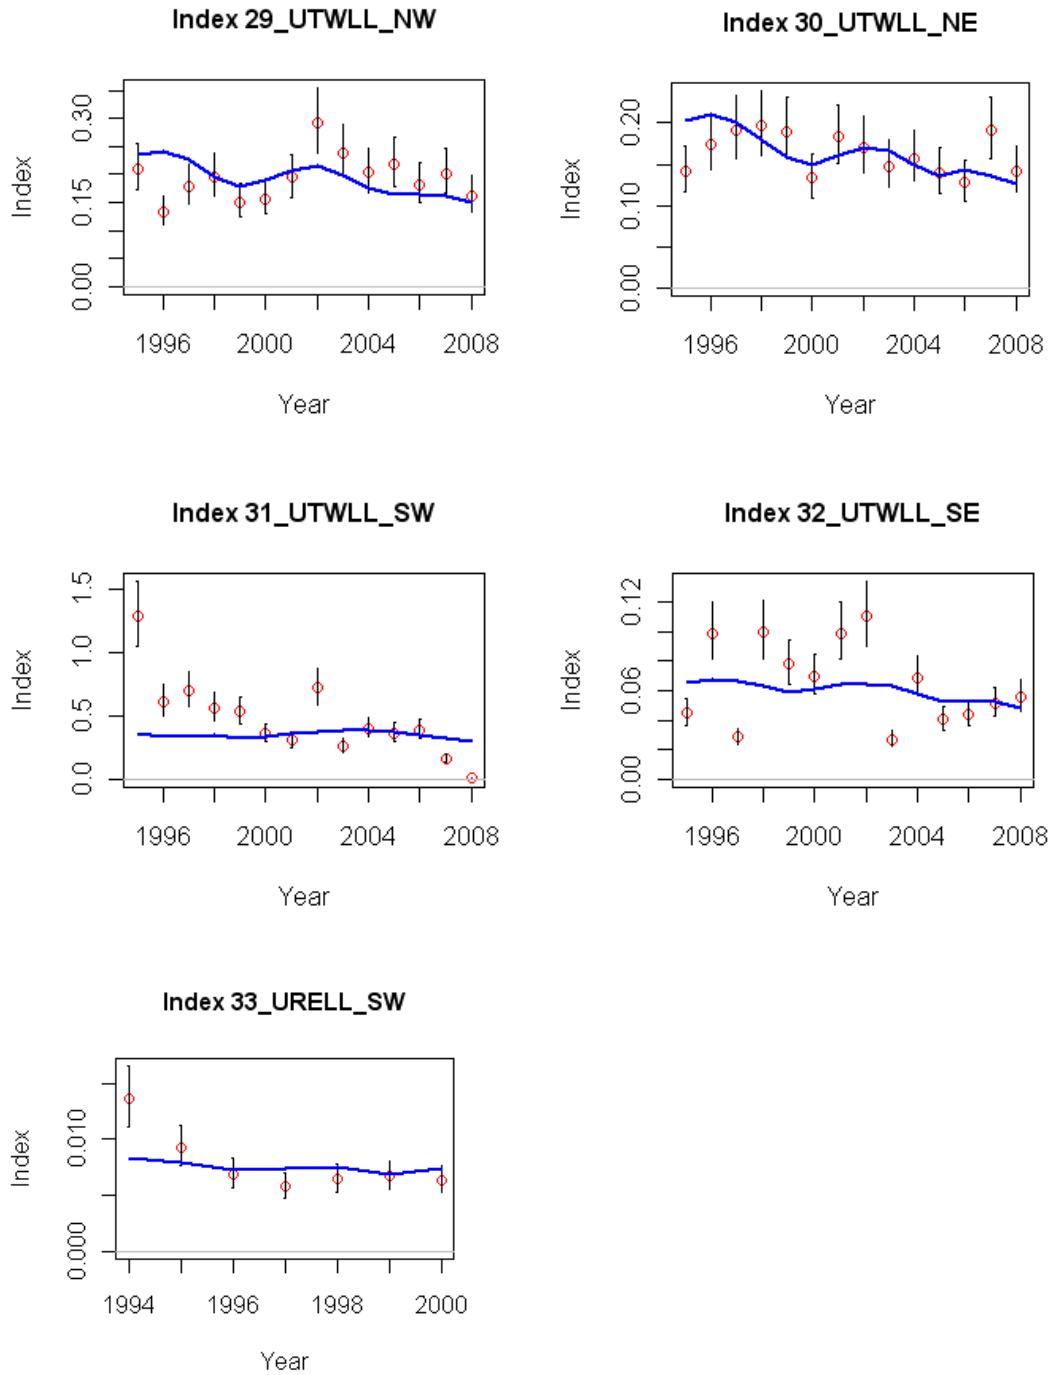 Index 29_UTWLL_NW
Index 30_UTWLL_NE
Index
0.00
0.15
0.30
1996 2000 2004 2008
Year
Index
0.00
0.10
0.20
1996 2000 2004 2008
Year
Index 31_UTWLL_SW
Index 32_UTWLL_SE
Index
0.0
0.5
1.0
1.5
1996 2000 2004 2008
Year
Index
0.00
0.06
0.12
1996 2000 2004 2008
Year
Index 33_URELL_SW
Index
0.000
0.010
1994 1996 1998 2000
Year